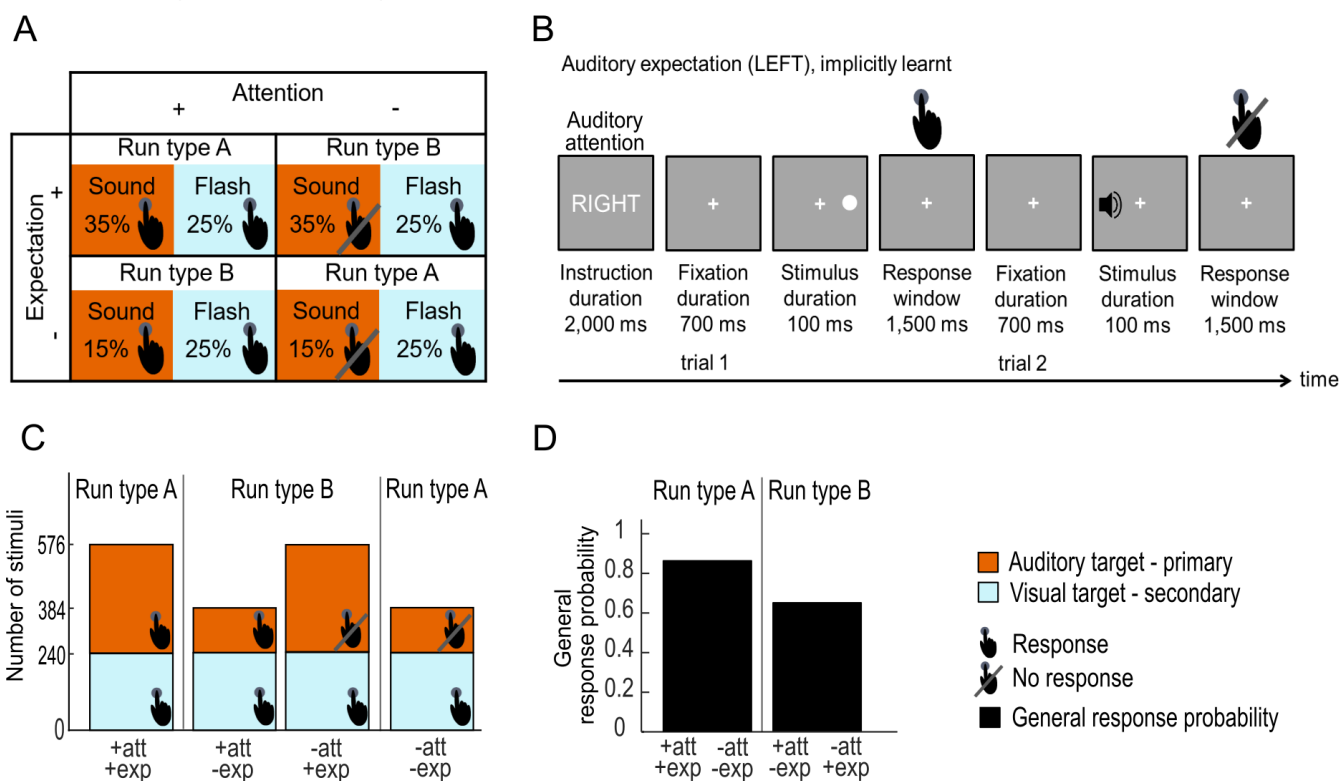 A
Attention
+ -
Expectation
+
-
Run type A Run type B
Sound Flash Sound Flash
35% 25% 35% 25%
Run type B Run type A
Sound Flash Sound Flash
15% 25% 15% 25%
B
Auditory expectation (LEFT), implicitly learnt
Auditory
attention
RIGHT + + + + + +
Instruction Fixation Stimulus Response Fixation Stimulus Response
duration duration duration window duration duration window
2,000 ms 700 ms 100 ms 1,500 ms 700 ms 100 ms 1,500 ms
trial 1 trial 2
time
C
Run type A Run type B Run type A
Number of stimuli
576
384
240
0
+att +att -att -att
+exp -exp +exp -exp
D
Run type A Run type B
General
response probability
1
0.8
0.6
0.4
0.2
0
+att -att +att -att
+exp -exp -exp +exp
Auditory target - primary
Visual target - secondary
Response
No response
General response probability